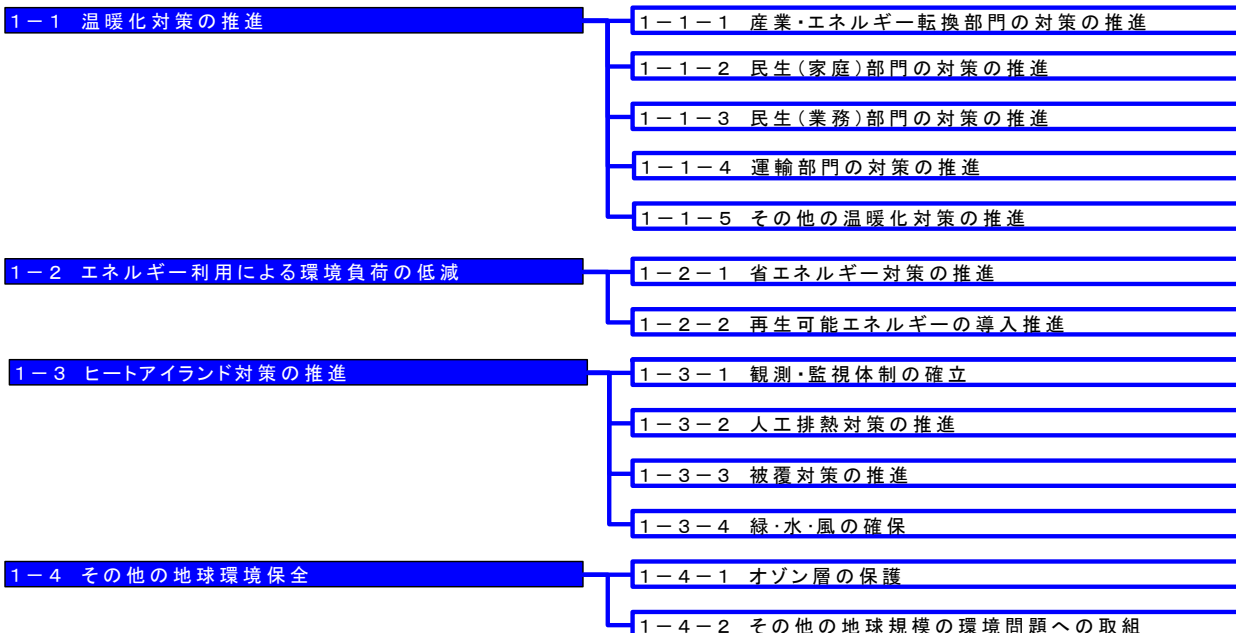 1－1 温暖化対策の推進
1－1－1 産業・エネルギー転換部門の対策の推進
1－1－2 民生(家庭)部門の対策の推進
1－1－3 民生(業務)部門の対策の推進
1－1－4 運輸部門の対策の推進
1－1－5 その他の温暖化対策の推進
1－2 エネルギー利用による環境負荷の低減
1－2－1 省エネルギー対策の推進
1－2－2 再生可能エネルギーの導入推進
1－3 ヒートアイランド対策の推進
1－3－1 観測・監視体制の確立
1－3－2 人工排熱対策の推進
1－3－3 被覆対策の推進
1－3－4 緑・水・風の確保
1－4 その他の地球環境保全
1－4－1 オゾン層の保護
1－4－2 その他の地球規模の環境問題への取組